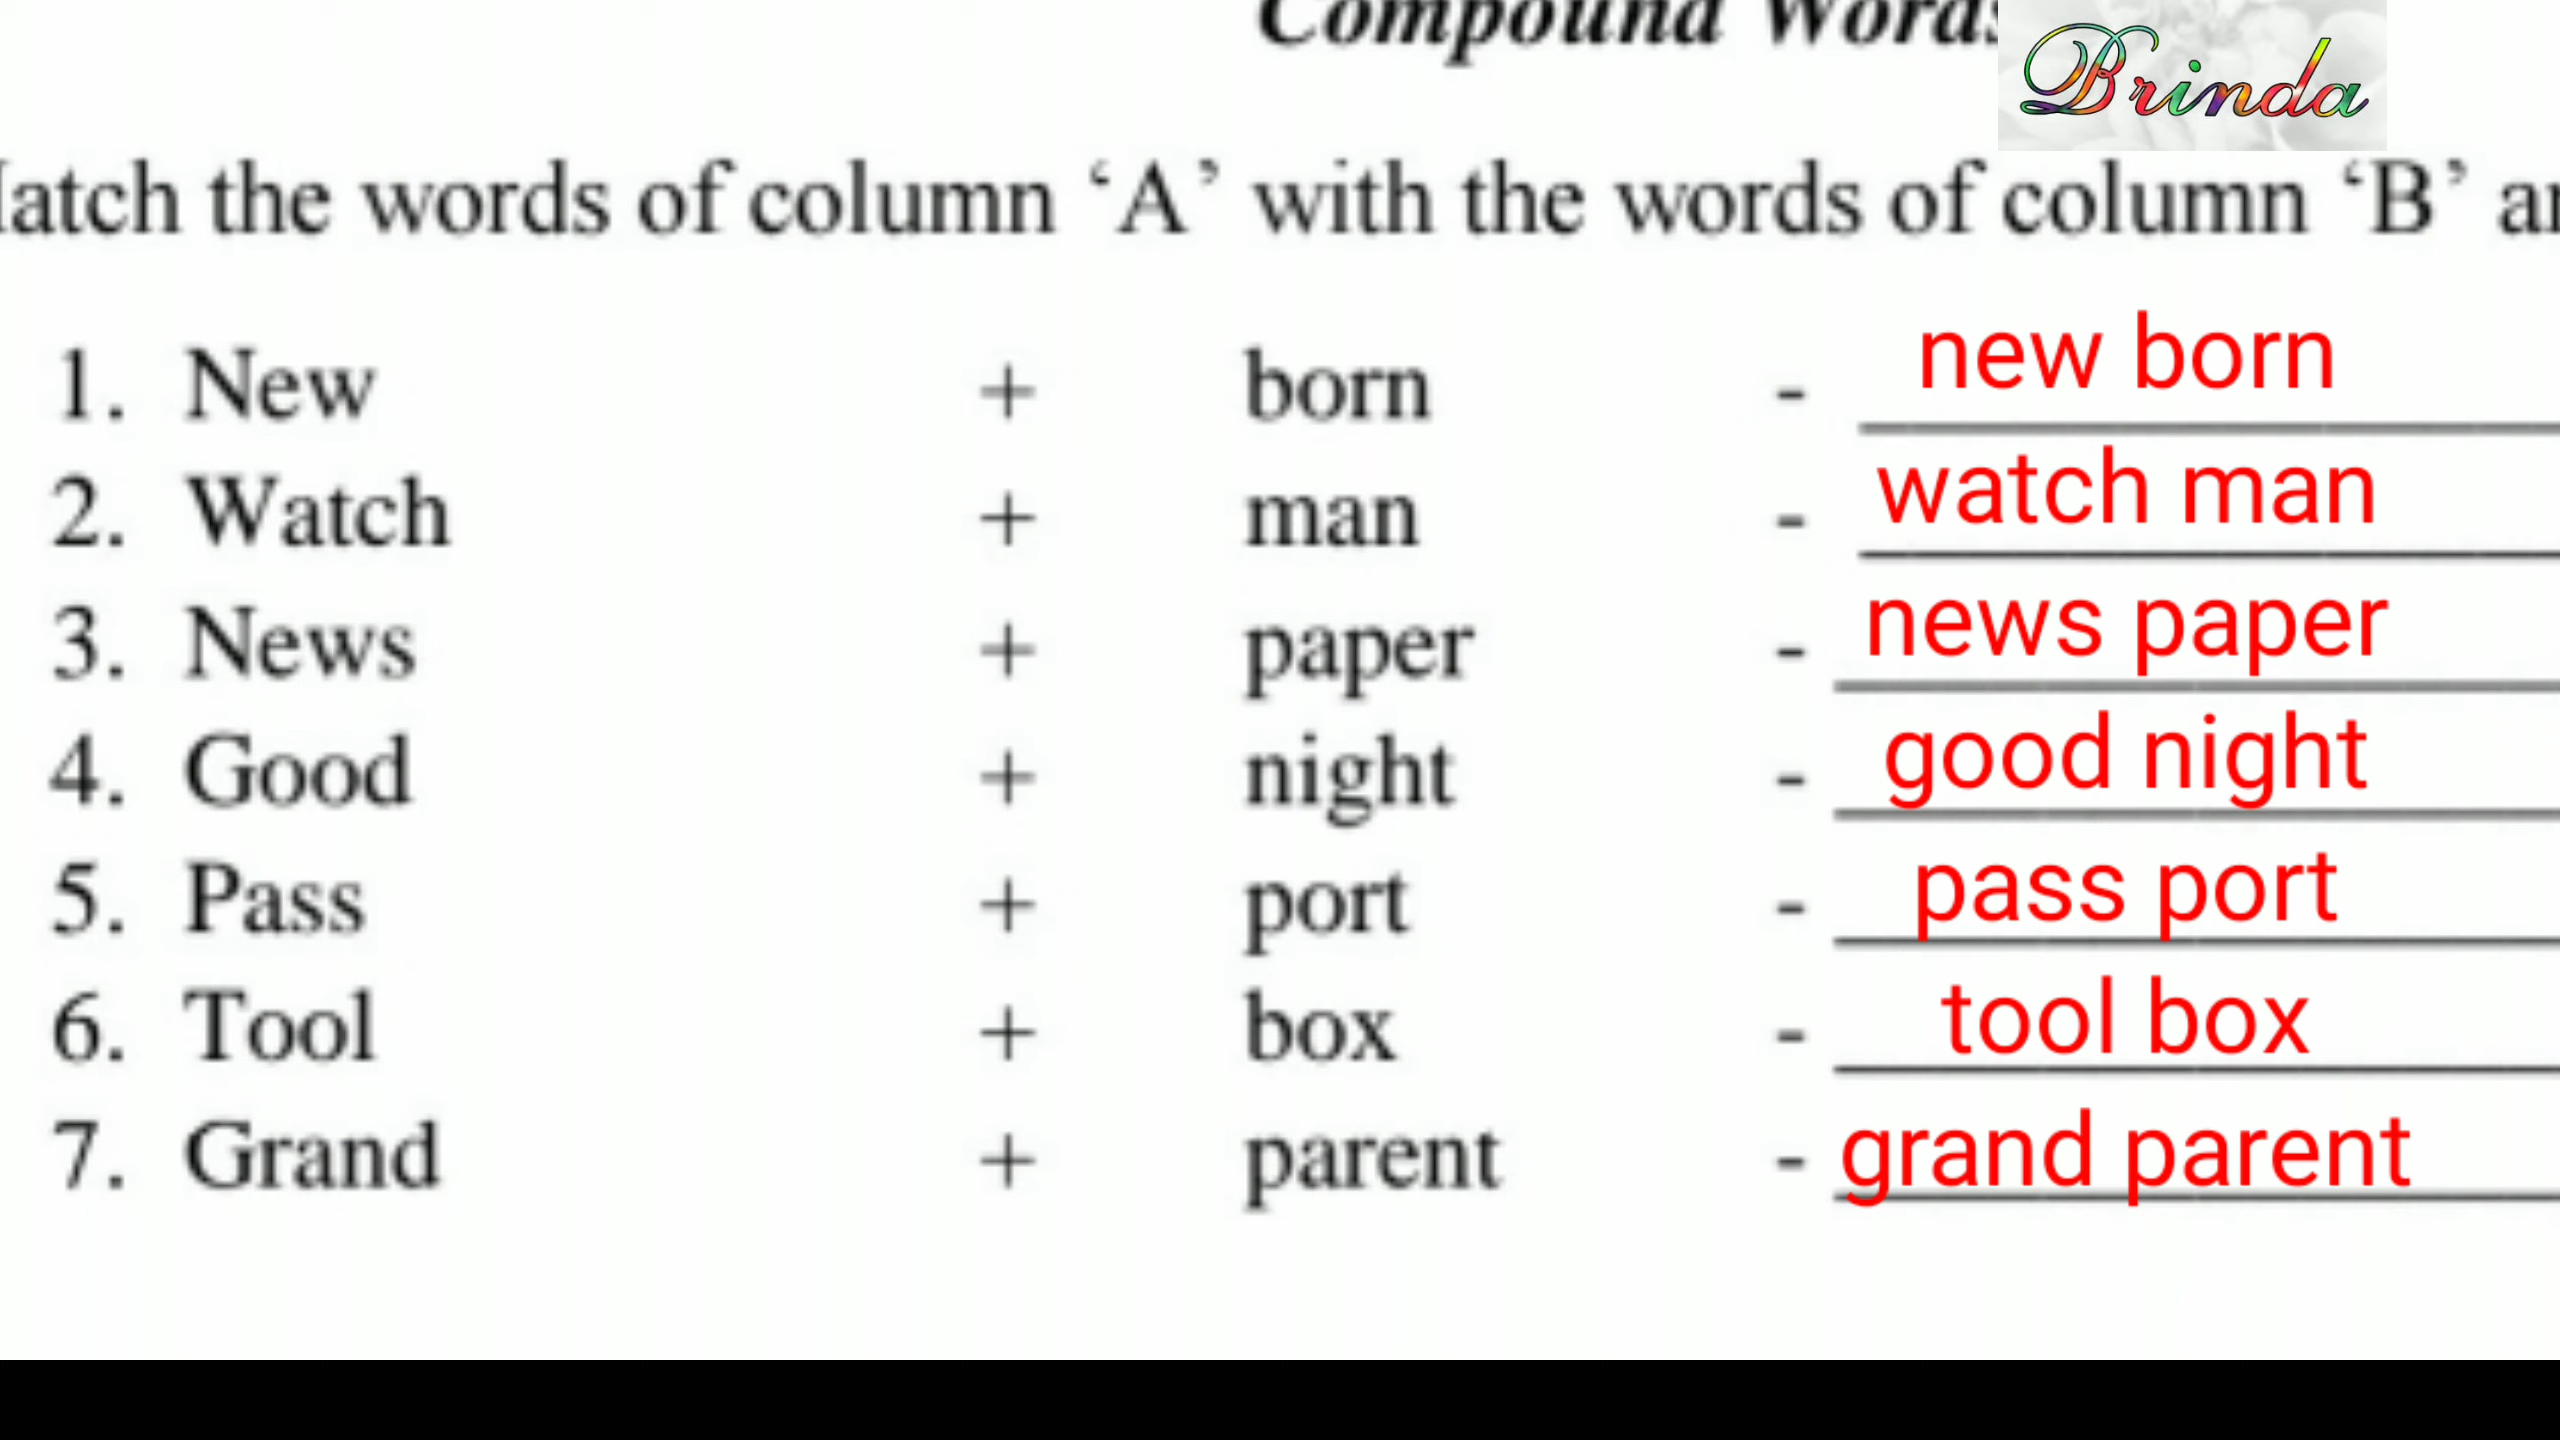 Compound Words
Brinda
atch the words of column ‘A’ with the words of column ‘B’
1. New + born - new born
2. Watch + man - watch man
3. News + paper - news paper
4. Good + night - good night
5. Pass + port - pass port
6. Tool + box - tool box
7. Grand + parent - grand parent